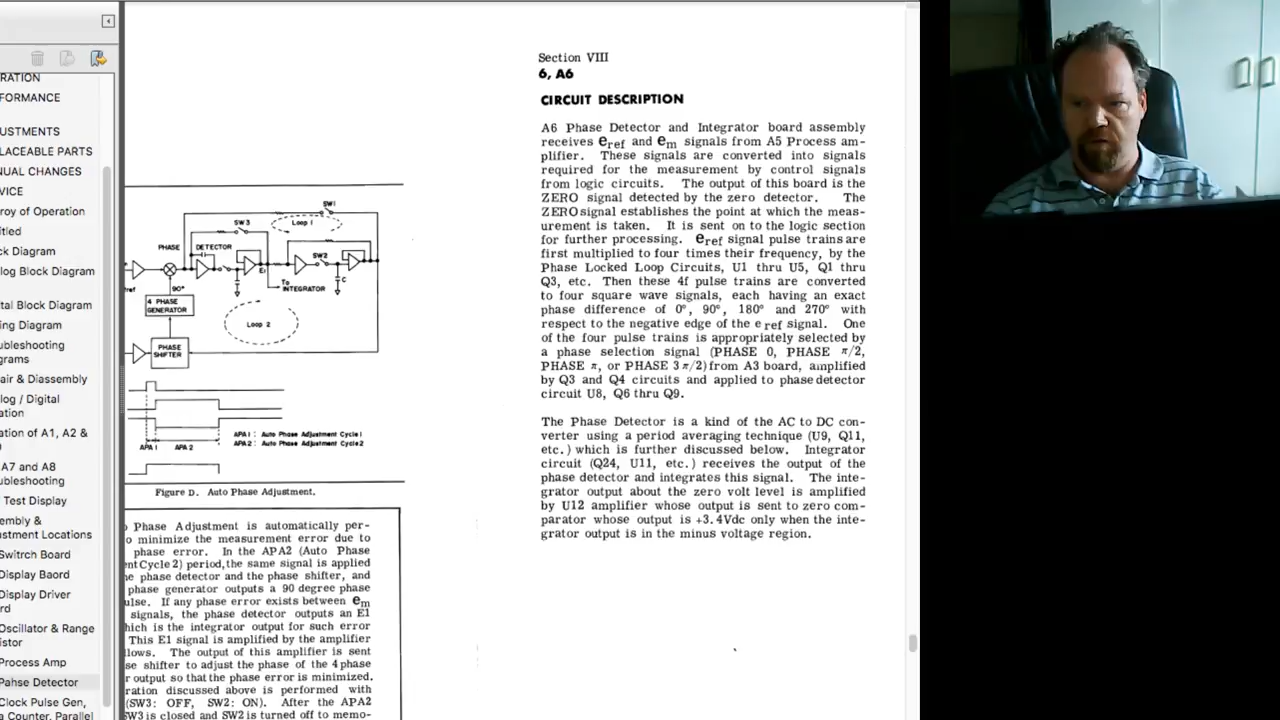 RATION
FORMANCE
USTMENTS
LACEABLE PARTS
NUAL CHANGES
VICE
roy of Operation
itled
ck Diagram
log Block Diagram
ital Block Diagram
ing Diagram
ubleshooting
grams
air & Diassembly
log / Digital
ation
ation of A1, A2 &
A7 and A8
ubleshooting
Test Display
embly &
ustment Locations
Switrch Board
Display Baord
Display Driver
rd
Oscillator & Range
istor
Process Amp
Pahse Detector
Clock Pulse Gen,
a Counter, Parallel
SW1
SW3
Loop 1
PHASE
DETECTOR
SW2
E1
ref
90°
To
INTEGRATOR
C
4 PHASE
GENERATOR
Loop 2
PHASE
SHIFTER
APA 1 : Auto Phase Adjustment Cycle 1
APA 1 APA 2
APA 2 : Auto Phase Adjustment Cycle 2
Figure D. Auto Phase Adjustment.
o Phase Adjustment is automatically per-
o minimize the measurement error due to
phase error. In the APA2 (Auto Phase
nt Cycle 2) period, the same signal is applied
e phase detector and the phase shifter, and
phase generator outputs a 90 degree phase
ulse. If any phase error exists between em
signals, the phase detector outputs an E1
hich is the integrator output for such error
This E1 signal is amplified by the amplifier
llows. The output of this amplifier is sent
se shifter to adjust the phase of the 4 phase
r output so that the phase error is minimized.
ration discussed above is performed with
(SW3: OFF, SW2: ON). After the APA2
SW3 is closed and SW2 is turned off to memo-
Section VIII
6, A6
CIRCUIT DESCRIPTION
A6 Phase Detector and Integrator board assembly
receives eref and em signals from A5 Process am-
plifier. These signals are converted into signals
required for the measurement by control signals
from logic circuits. The output of this board is the
ZERO signal detected by the zero detector. The
ZERO signal establishes the point at which the meas-
urement is taken. It is sent on to the logic section
for further processing. eref signal pulse trains are
first multiplied to four times their frequency, by the
Phase Locked Loop Circuits, U1 thru U5, Q1 thru
Q3, etc. Then these 4f pulse trains are converted
to four square wave signals, each having an exact
phase difference of 0°, 90°, 180° and 270° with
respect to the negative edge of the eref signal. One
of the four pulse trains is appropriately selected by
a phase selection signal (PHASE 0, PHASE π/2,
PHASE π, or PHASE 3π/2) from A3 board, amplified
by Q3 and Q4 circuits and applied to phase detector
circuit U8, Q6 thru Q9.
The Phase Detector is a kind of the AC to DC con-
verter using a period averaging technique (U9, Q11,
etc.) which is further discussed below. Integrator
circuit (Q24, U11, etc.) receives the output of the
phase detector and integrates this signal. The inte-
grator output about the zero volt level is amplified
by U12 amplifier whose output is sent to zero com-
parator whose output is +3.4Vdc only when the inte-
grator output is in the minus voltage region.